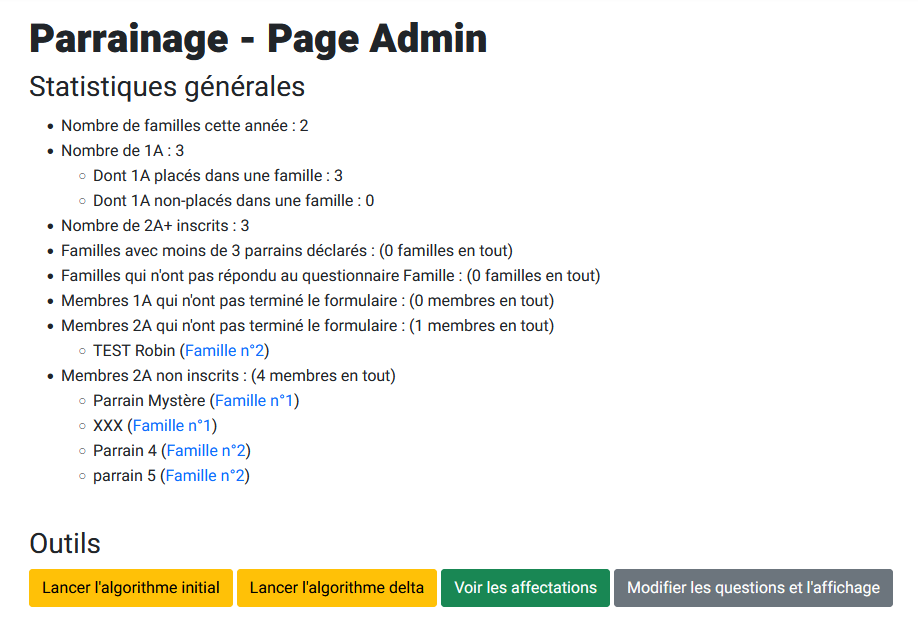 Parrainage - Page Admin
Statistiques générales
Nombre de familles cette année : 2
Nombre de 1A : 3
Dont 1A placés dans une famille : 3
Dont 1A non-placés dans une famille : 0
Nombre de 2A+ inscrits : 3
Familles avec moins de 3 parrains déclarés : (0 familles en tout)
Familles qui n'ont pas répondu au questionnaire Famille : (0 familles en tout)
Membres 1A qui n'ont pas terminé le formulaire : (0 membres en tout)
Membres 2A qui n'ont pas terminé le formulaire : (1 membres en tout)
TEST Robin (Famille n°2)
Membres 2A non inscrits : (4 membres en tout)
Parrain Mystère (Famille n°1)
XXX (Famille n°1)
Parrain 4 (Famille n°2)
parrain 5 (Famille n°2)
Outils
Lancer l'algorithme initial Lancer l'algorithme delta Voir les affectations Modifier les questions et l'affichage